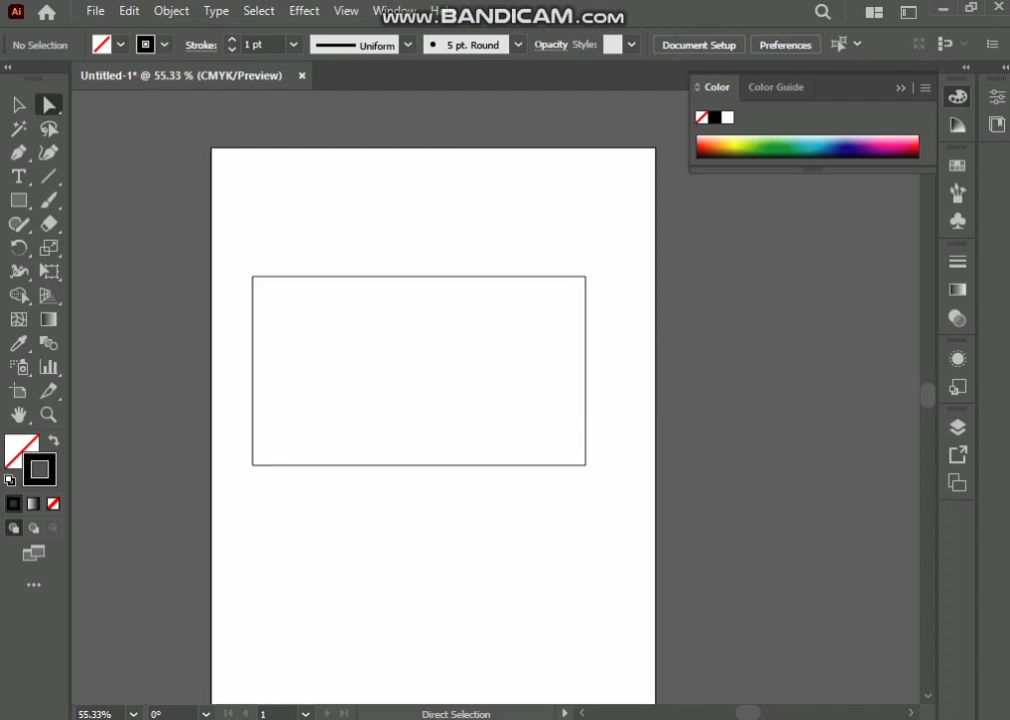 Ai
File Edit Object Type Select Effect View Window
www.BANDICAM.com
No Selection Stroke: 1 pt Uniform 5 pt. Round Opacity Style: Document Setup Preferences
Untitled-1* @ 55.33 % (CMYK/Preview)
Color Color Guide
55.33% 0° 1 Direct Selection